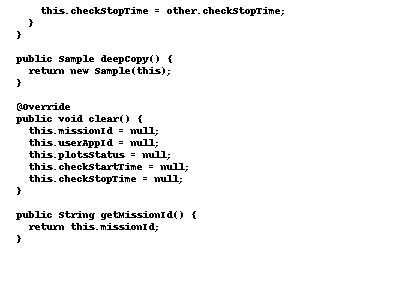 this.checkStopTime = other.checkStopTime;
}
}
public Sample deepCopy() {
return new Sample(this);
}
@Override
public void clear() {
this.missionId = null;
this.userAppId = null;
this.plotsStatus = null;
this.checkStartTime = null;
this.checkStopTime = null;
}
public String getMissionId() {
return this.missionId;
}